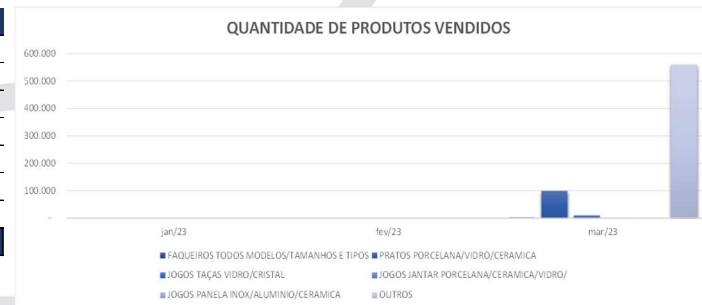 QUANTIDADE DE PRODUTOS VENDIDOS
600.000
500.000
400.000
300.000
200.000
100.000
-
jan/23 fev/23 mar/23
FAQUEIROS TODOS MODELOS/TAMANHOS E TIPOS PRATOS PORCELANA/VIDRO/CERAMICA
JOGOS TAÇAS VIDRO/CRISTAL JOGOS JANTAR PORCELANA/CERAMICA/VIDRO/
JOGOS PANELA INOX/ALUMINIO/CERAMICA OUTROS